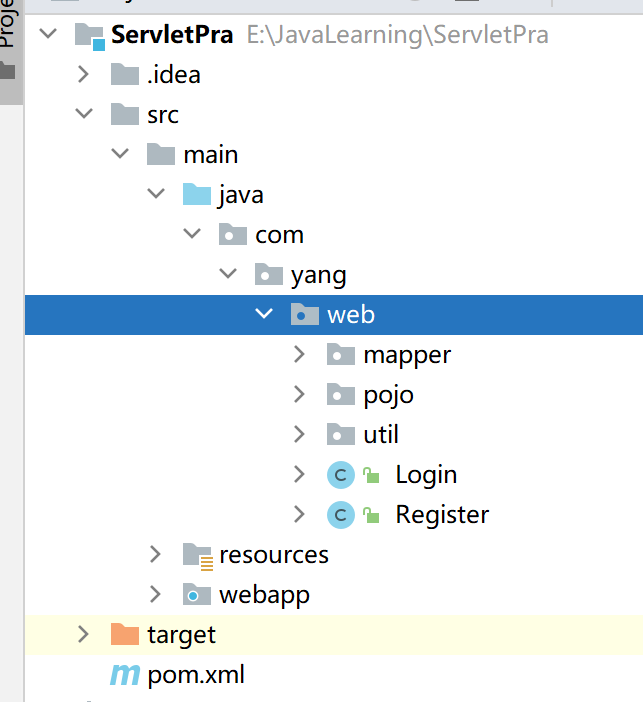 Proje
ServletPra E:\JavaLearning\ServletPra
.idea
src
main
java
com
yang
web
mapper
pojo
util
C Login
C Register
resources
webapp
target
m pom.xml